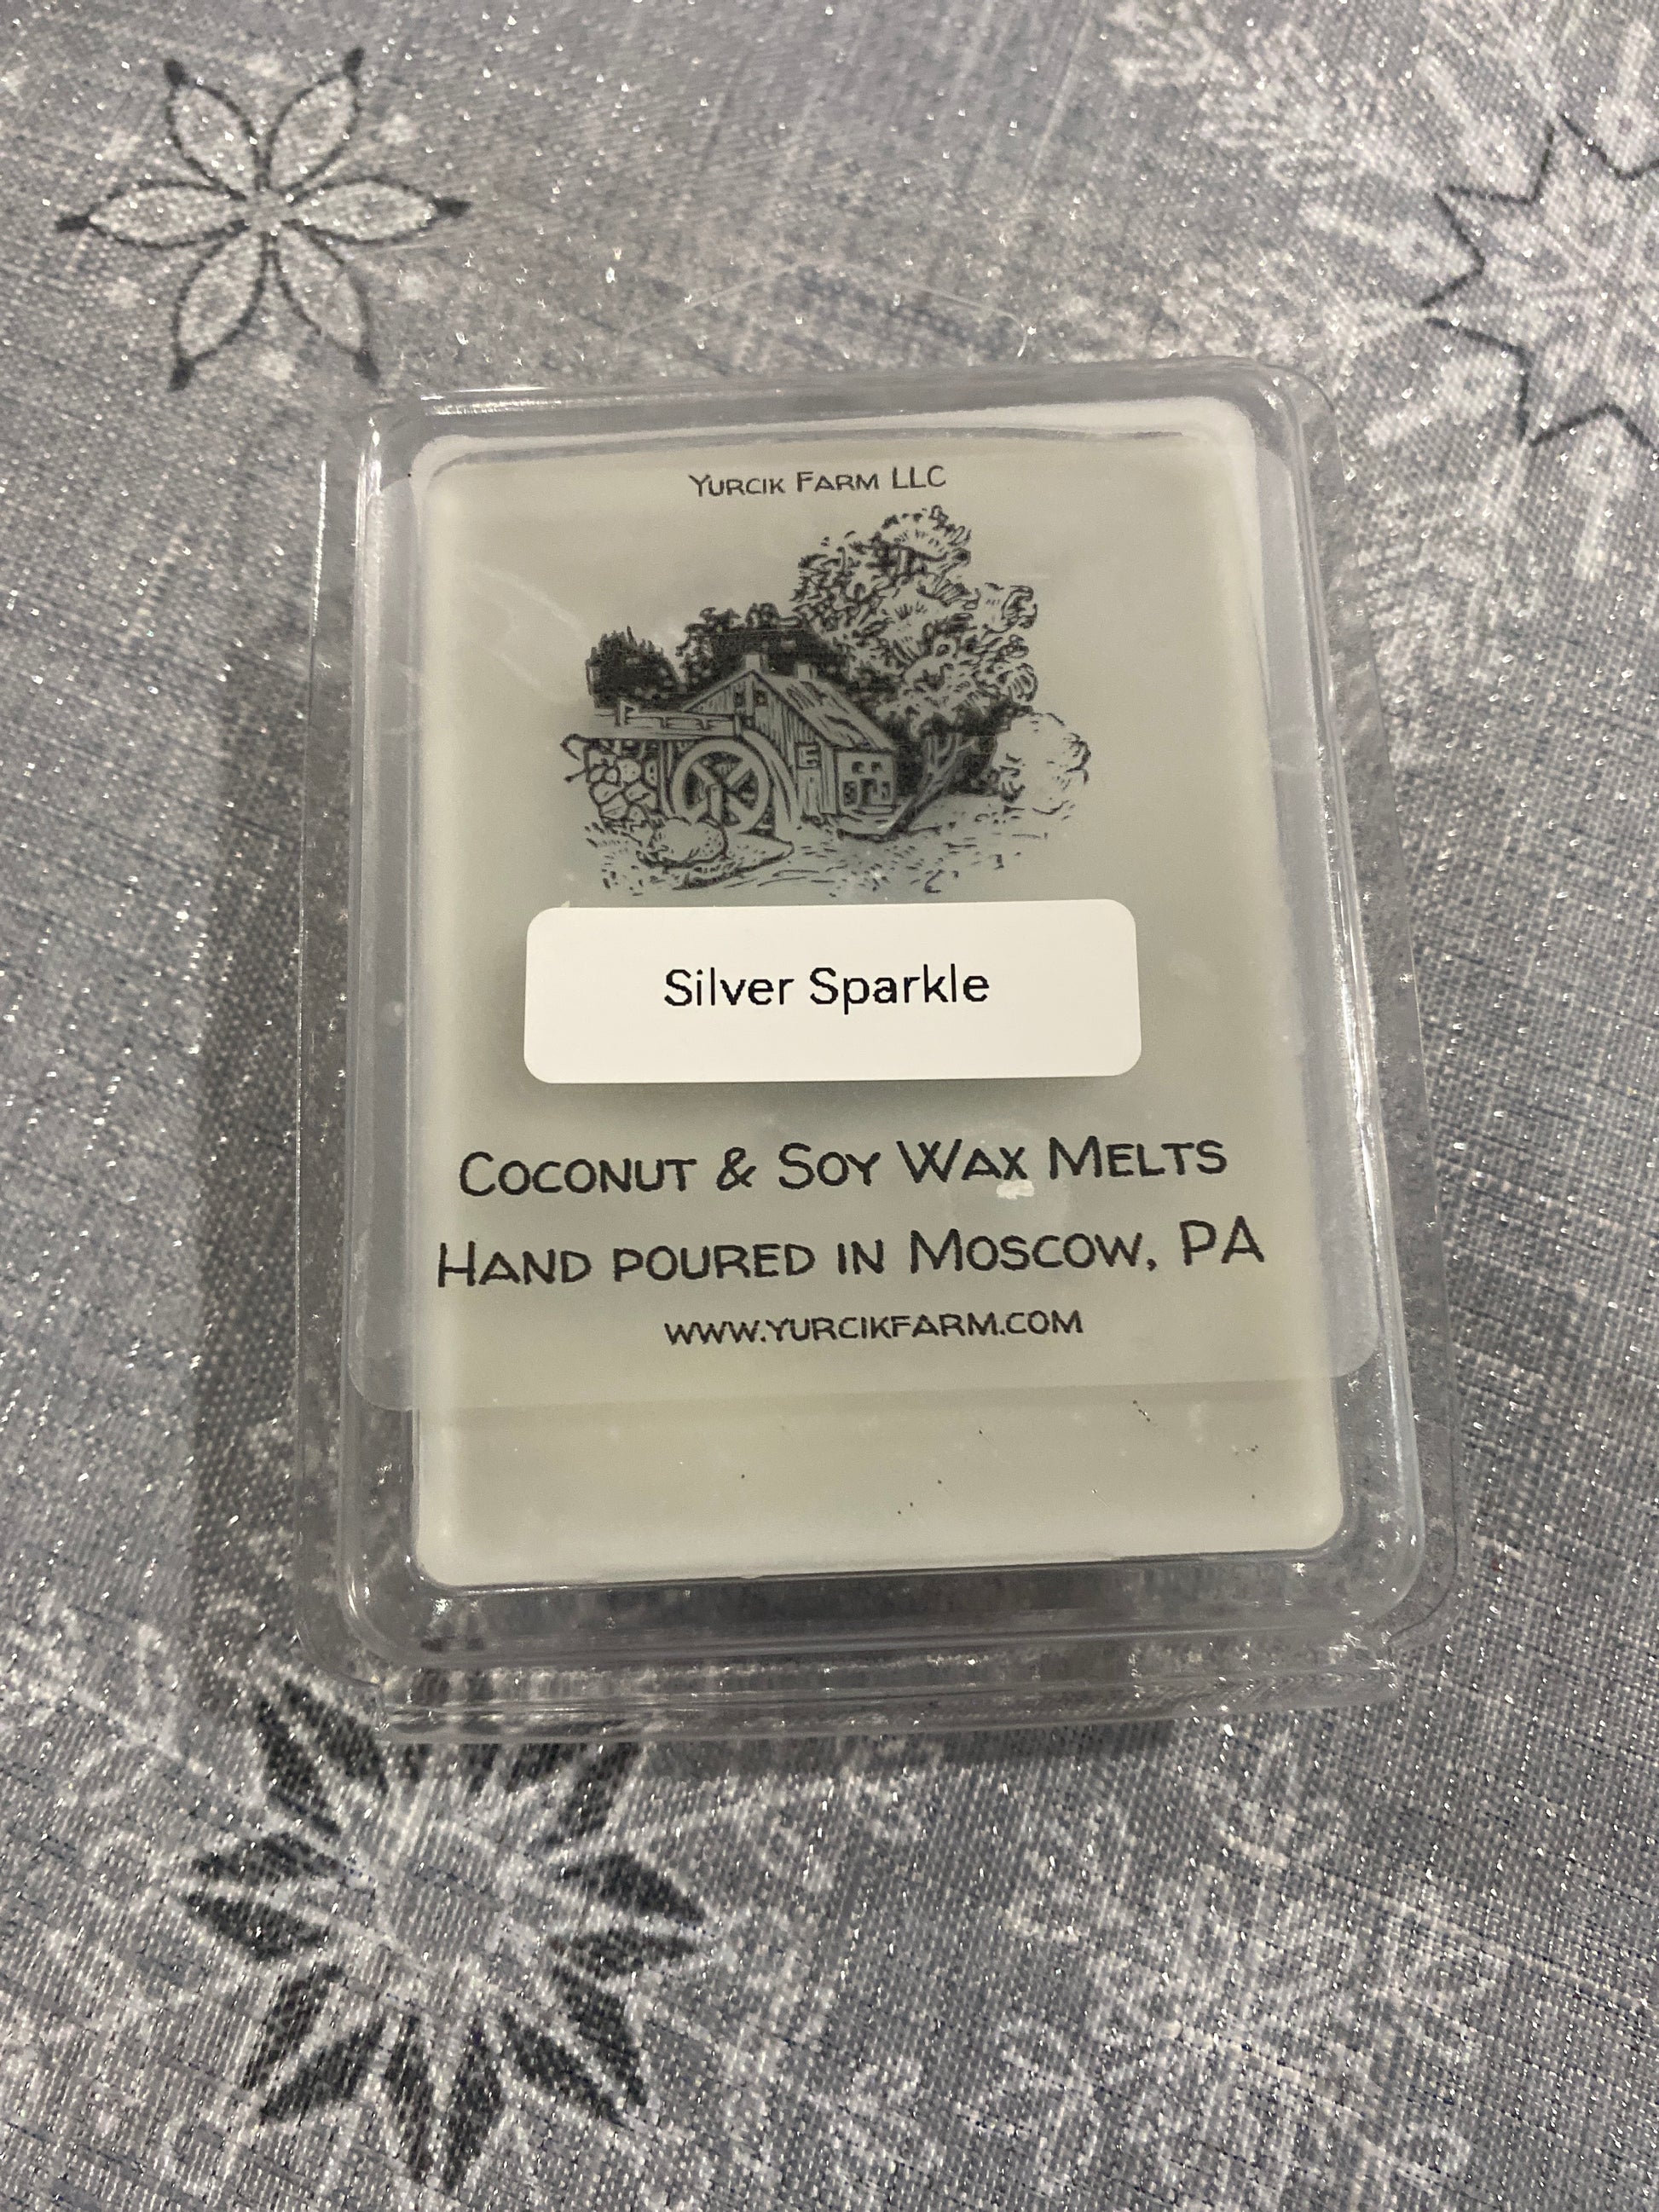 Yurcik Farm LLC
Silver Sparkle
Coconut & Soy Wax Melts
Hand poured in Moscow, PA
www.yurcikfarm.com